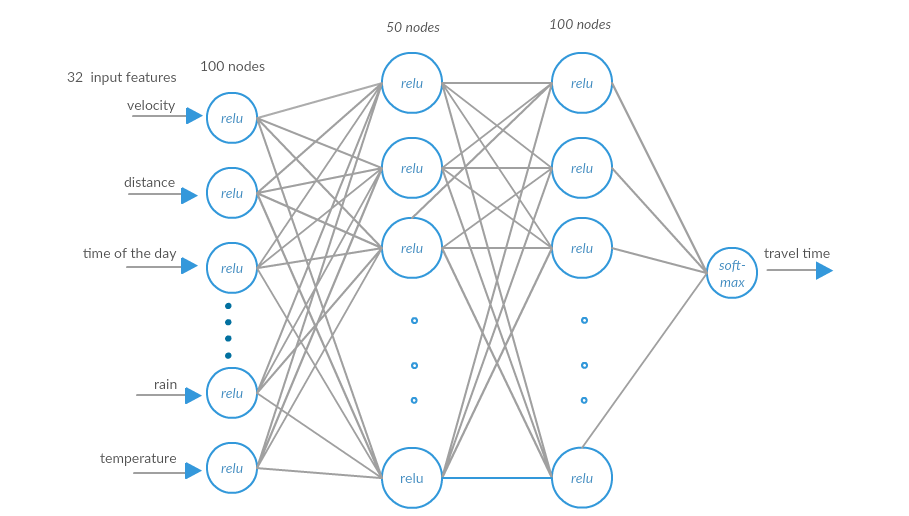 50 nodes
100 nodes
100 nodes
32 input features
velocity
distance
time of the day
rain
temperature
relu
relu
relu
relu
relu
relu
relu
relu
relu
relu
relu
relu
relu
soft-
max
travel time